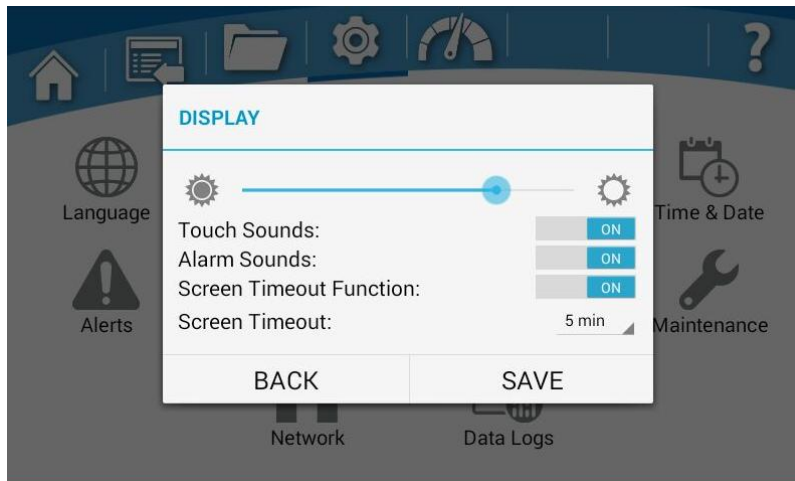 ?
DISPLAY
Language
Time & Date
Touch Sounds: ON
Alarm Sounds: ON
Screen Timeout Function: ON
Screen Timeout: 5 min
Alerts
Maintenance
BACK SAVE
Network Data Logs